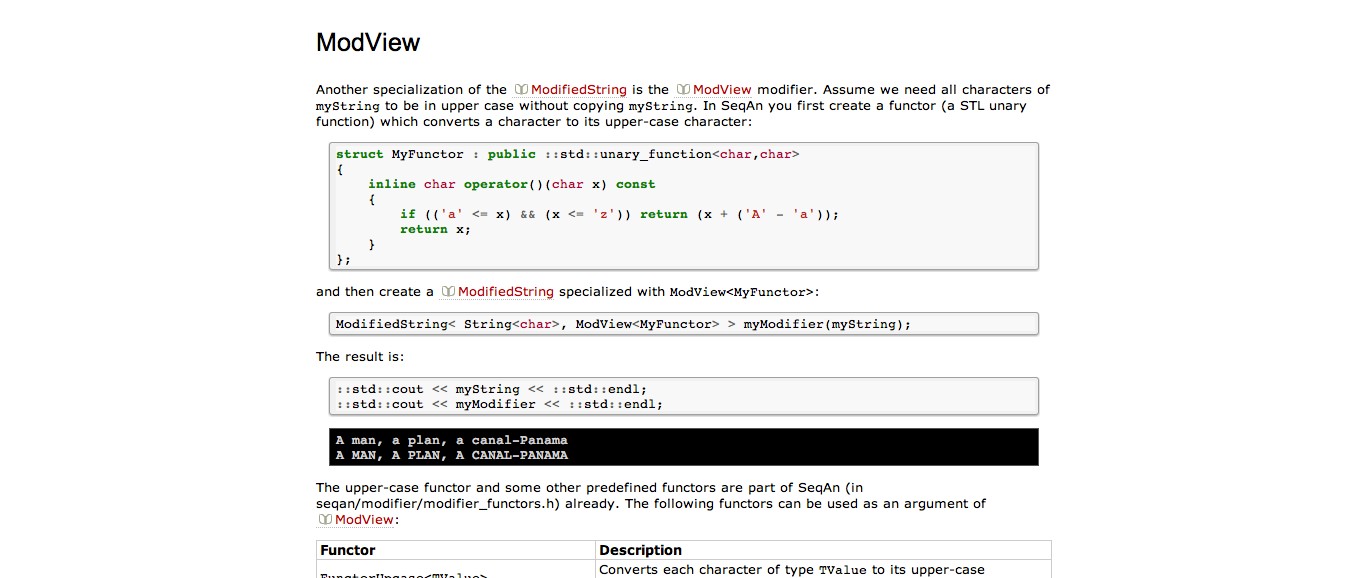 ModView
Another specialization of the ModifiedString is the ModView modifier. Assume we need all characters of
myString to be in upper case without copying myString. In SeqAn you first create a functor (a STL unary
function) which converts a character to its upper-case character:
struct MyFunctor : public ::std::unary_function<char,char>
{
    inline char operator()(char x) const
    {
        if (('a' <= x) && (x <= 'z')) return (x + ('A' - 'a'));
        return x;
    }
};
and then create a ModifiedString specialized with ModView<MyFunctor>:
ModifiedString< String<char>, ModView<MyFunctor> > myModifier(myString);
The result is:
::std::cout << myString << ::std::endl;
::std::cout << myModifier << ::std::endl;
A man, a plan, a canal-Panama
A MAN, A PLAN, A CANAL-PANAMA
The upper-case functor and some other predefined functors are part of SeqAn (in
seqan/modifier/modifier_functors.h) already. The following functors can be used as an argument of
ModView:
Functor Description
Converts each character of type TValue to its upper-case
FunctorUpcase<TValue>